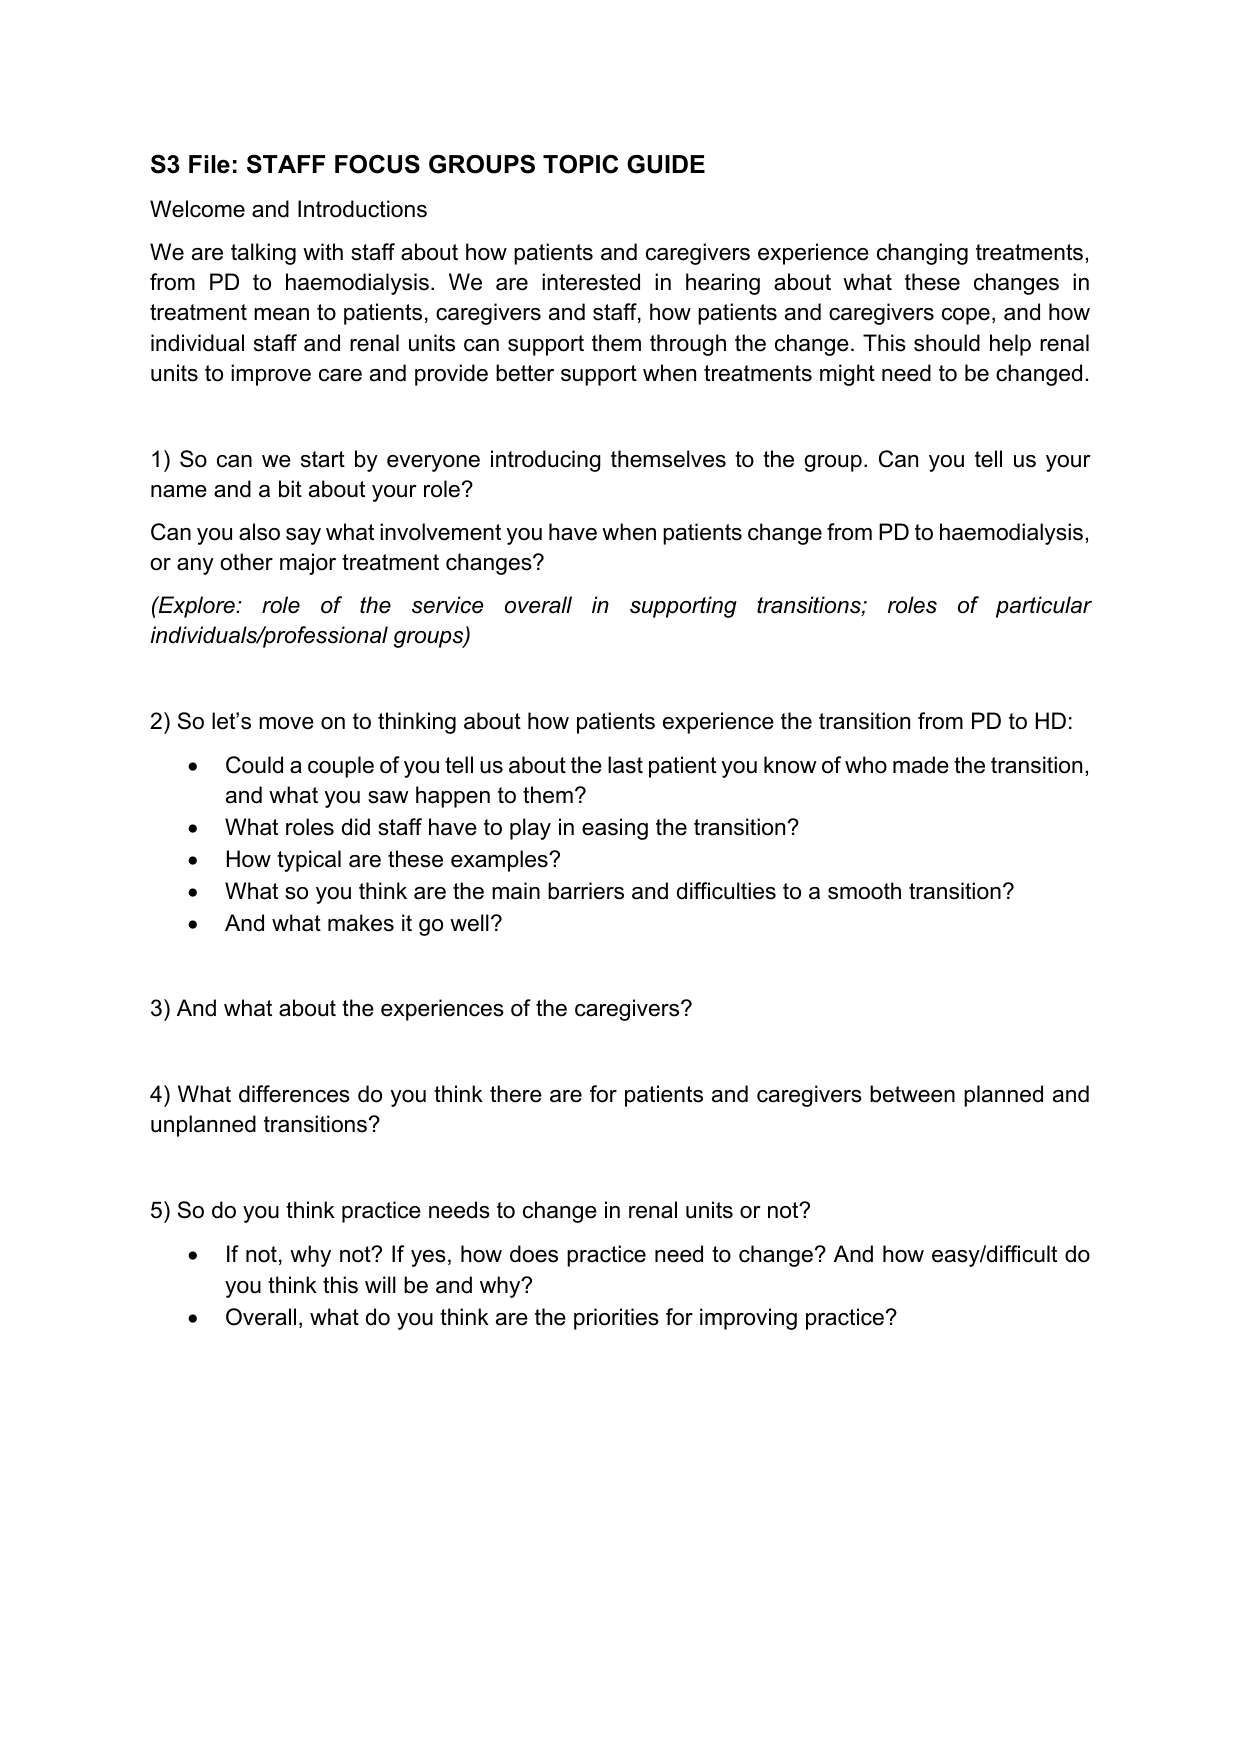 S3 File: STAFF FOCUS GROUPS TOPIC GUIDE
Welcome and Introductions
We are talking with staff about how patients and caregivers experience changing treatments,
from PD to haemodialysis. We are interested in hearing about what these changes in
treatment mean to patients, caregivers and staff, how patients and caregivers cope, and how
individual staff and renal units can support them through the change. This should help renal
units to improve care and provide better support when treatments might need to be changed.
1) So can we start by everyone introducing themselves to the group. Can you tell us your
name and a bit about your role?
Can you also say what involvement you have when patients change from PD to haemodialysis,
or any other major treatment changes?
(Explore: role of the service overall in supporting transitions; roles of particular
individuals/professional groups)
2) So let’s move on to thinking about how patients experience the transition from PD to HD:
• Could a couple of you tell us about the last patient you know of who made the transition,
and what you saw happen to them?
• What roles did staff have to play in easing the transition?
• How typical are these examples?
• What so you think are the main barriers and difficulties to a smooth transition?
• And what makes it go well?
3) And what about the experiences of the caregivers?
4) What differences do you think there are for patients and caregivers between planned and
unplanned transitions?
5) So do you think practice needs to change in renal units or not?
• If not, why not? If yes, how does practice need to change? And how easy/difficult do
you think this will be and why?
• Overall, what do you think are the priorities for improving practice?